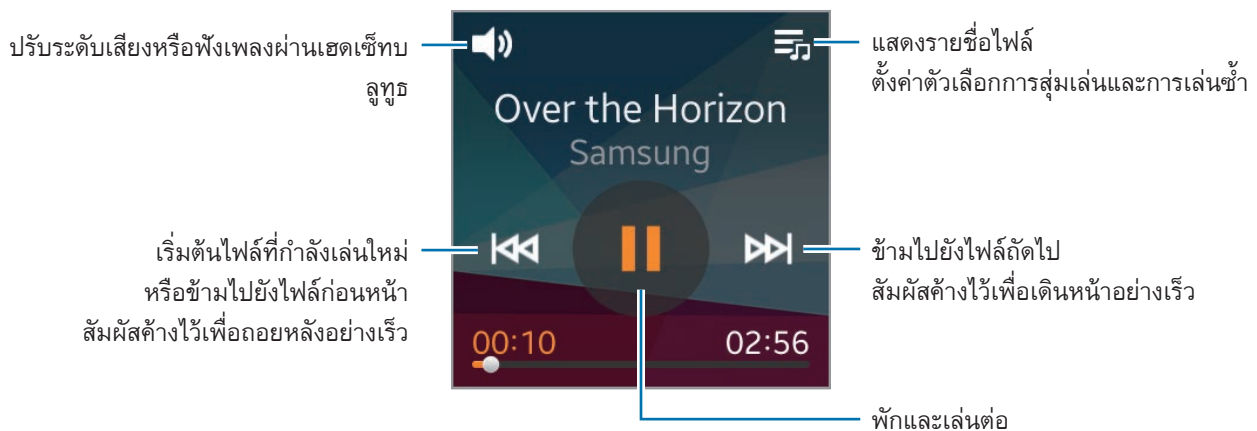 ปรับระดับเสียงหรือฟังเพลงผ่านเฮดเซ็ทบ
ลูทูธ
แสดงรายชื่อไฟล์
ตั้งค่าตัวเลือกการสุ่มเล่นและการเล่นซ้ำ
Over the Horizon
Samsung
เริ่มต้นไฟล์ที่กำลังเล่นใหม่
หรือข้ามไปยังไฟล์ก่อนหน้า
สัมผัสค้างไว้เพื่อถอยหลังอย่างเร็ว
ข้ามไปยังไฟล์ถัดไป
สัมผัสค้างไว้เพื่อเดินหน้าอย่างเร็ว
00:10
02:56
พักและเล่นต่อ